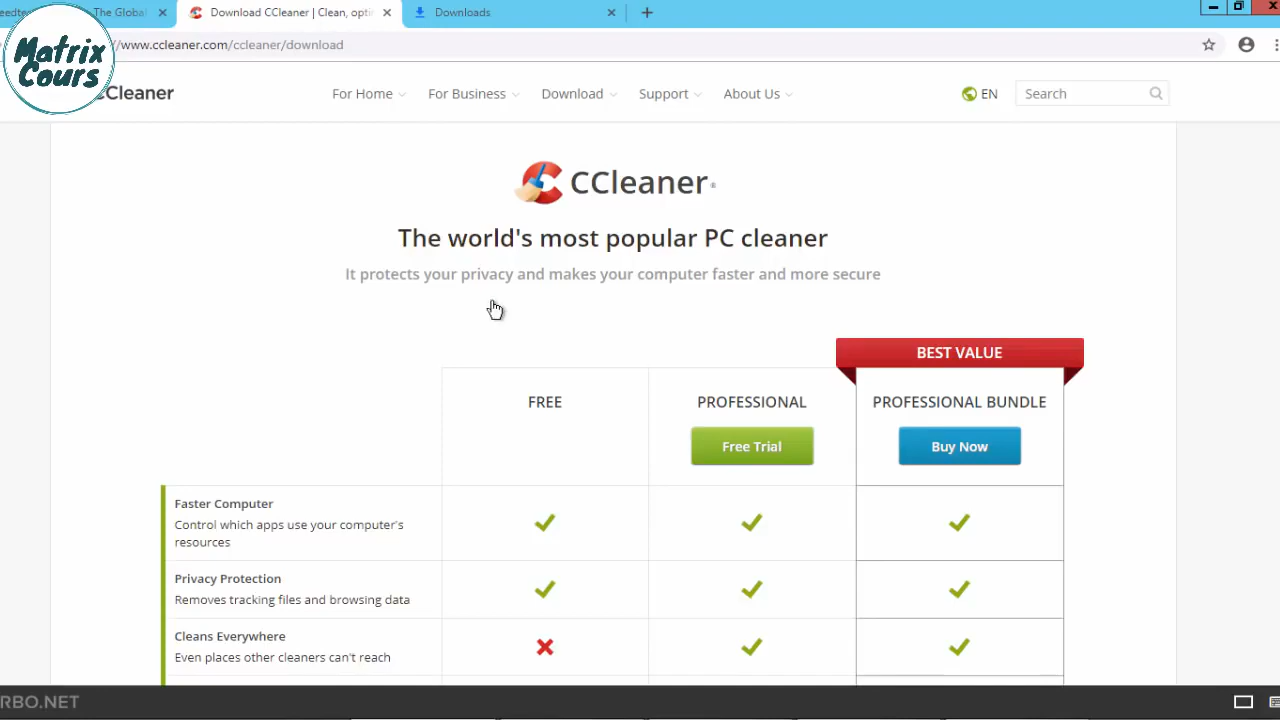 eedte
The Global
Download CCleaner | Clean, opti
Downloads
Matrix
Cours
//www.ccleaner.com/ccleaner/download
CCleaner
For Home
For Business
Download
Support
About Us
EN
Search
CCleaner
The world's most popular PC cleaner
It protects your privacy and makes your computer faster and more secure
BEST VALUE
FREE
PROFESSIONAL
PROFESSIONAL BUNDLE
Free Trial
Buy Now
Faster Computer
Control which apps use your computer's
resources
Privacy Protection
Removes tracking files and browsing data
Cleans Everywhere
Even places other cleaners can't reach
RBO.NET